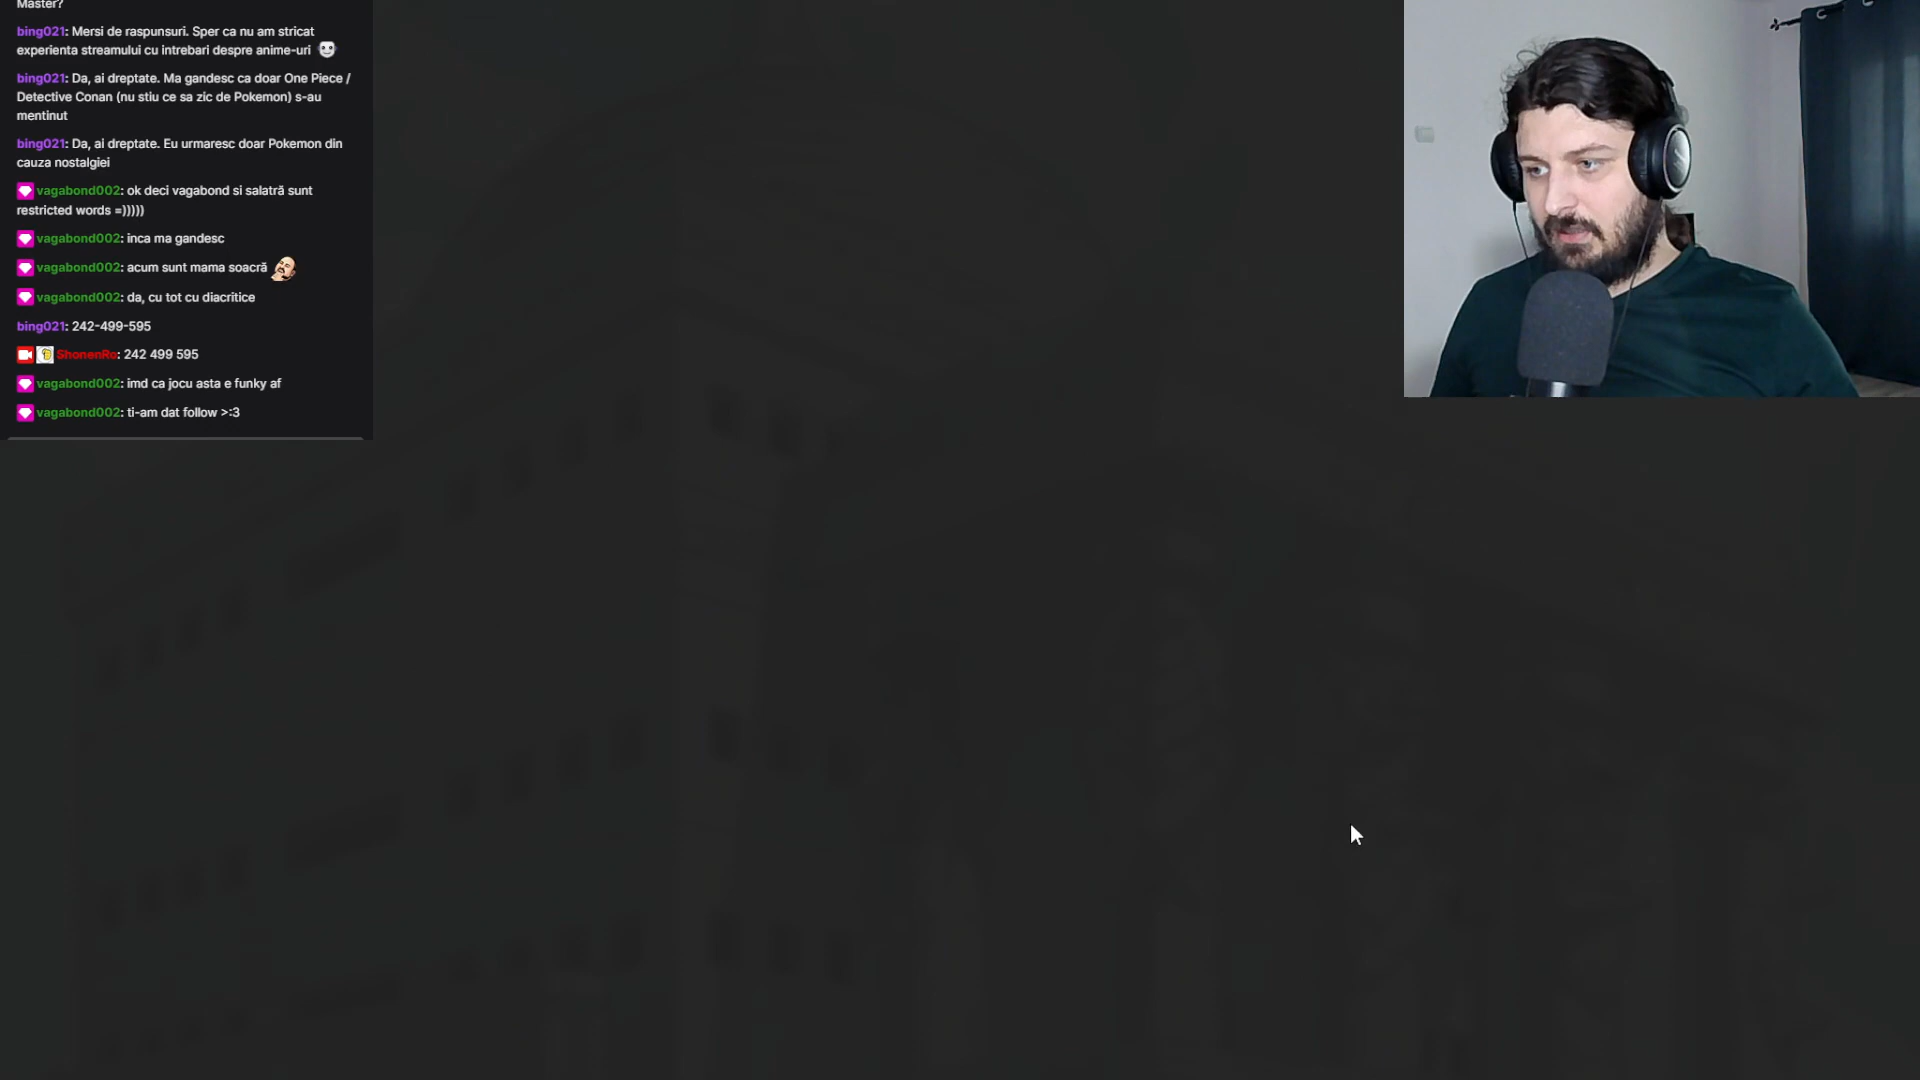 Master?
bing021: Mersi de raspunsuri. Sper ca nu am stricat
experienta streamului cu intrebari despre anime-uri
bing021: Da, ai dreptate. Ma gandesc ca doar One Piece /
Detective Conan (nu stiu ce sa zic de Pokemon) s-au
mentinut
bing021: Da, ai dreptate. Eu urmaresc doar Pokemon din
cauza nostalgiei
vagabond002: ok deci vagabond si salatră sunt
restricted words =)))))
vagabond002: inca ma gandesc
vagabond002: acum sunt mama soacră
vagabond002: da, cu tot cu diacritice
bing021: 242-499-595
ShonenRo: 242 499 595
vagabond002: imd ca jocu asta e funky af
vagabond002: ti-am dat follow >:3